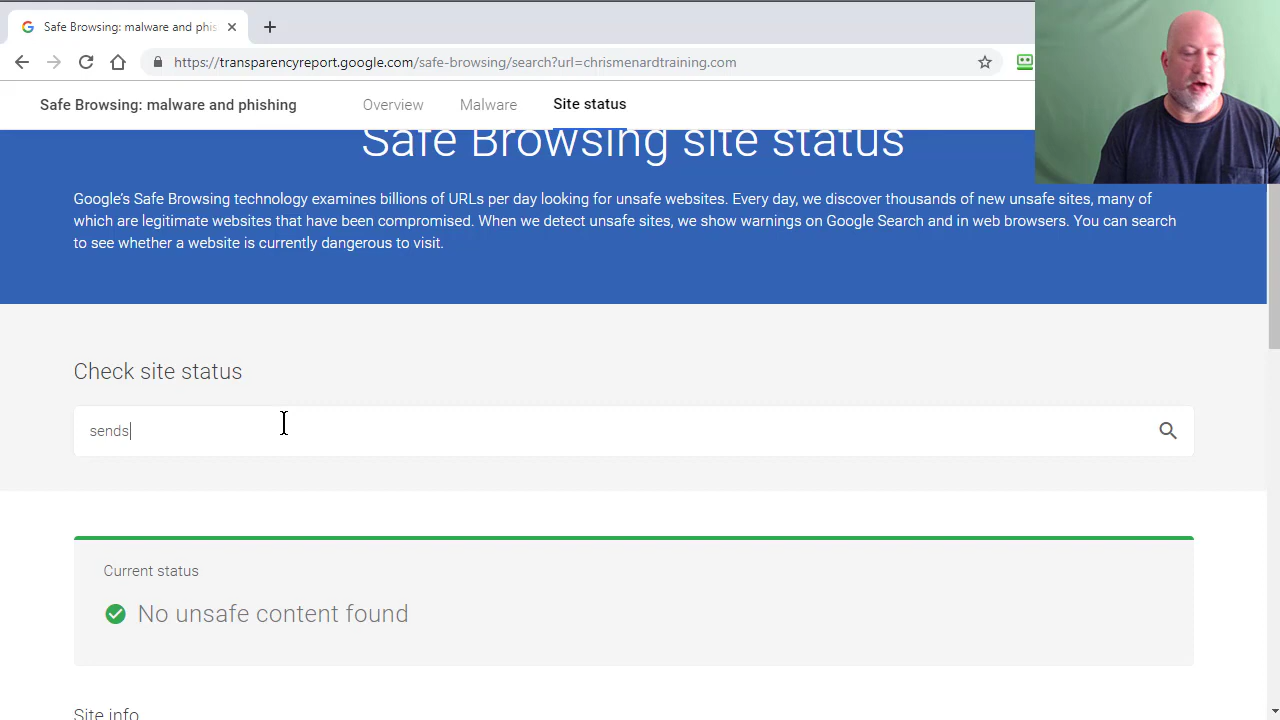 Safe Browsing: malware and phis
https://transparencyreport.google.com/safe-browsing/search?url=chrismenardtraining.com
Safe Browsing: malware and phishing
Overview
Malware
Site status
Safe Browsing site status
Google's Safe Browsing technology examines billions of URLs per day looking for unsafe websites. Every day, we discover thousands of new unsafe sites, many of
which are legitimate websites that have been compromised. When we detect unsafe sites, we show warnings on Google Search and in web browsers. You can search
to see whether a website is currently dangerous to visit.
Check site status
sends
Current status
No unsafe content found
Site info